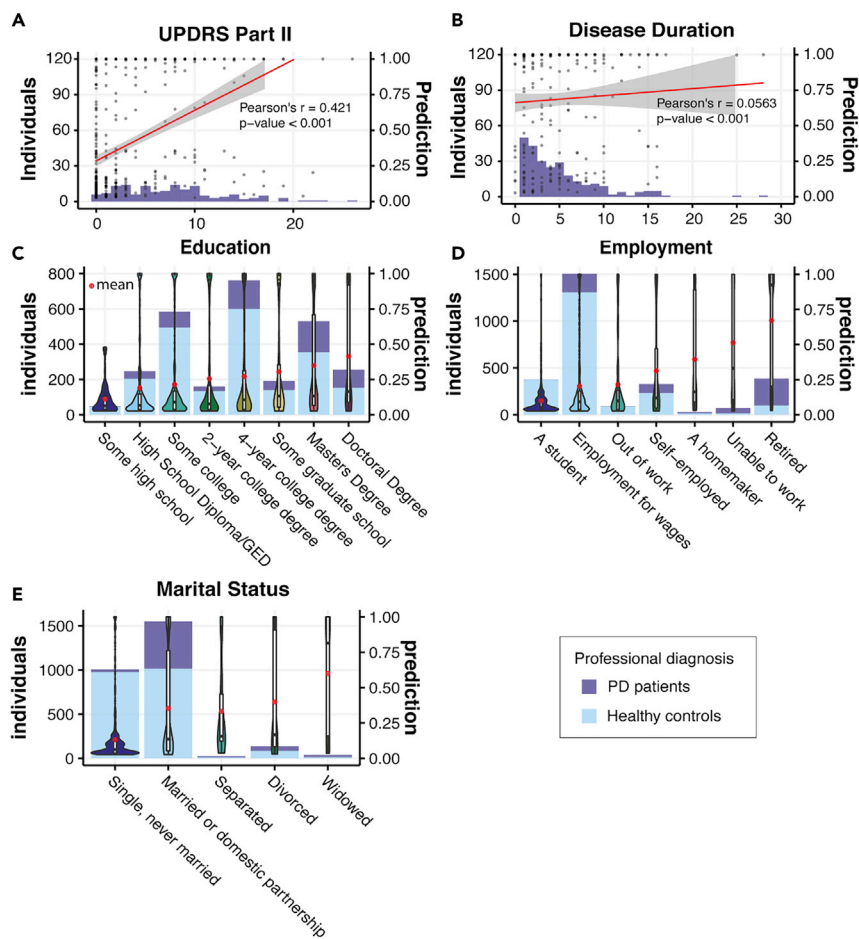 A
UPDRS Part II
Individuals
120
90
60
30
0
0
10
20
1.00
0.75
0.50
0.25
0.00
Prediction
Pearson's r = 0.421
p-value < 0.001
B
Disease Duration
Individuals
120
90
60
30
0
0
5
10
15
20
25
30
1.00
0.75
0.50
0.25
0.00
Prediction
Pearson's r = 0.0563
p-value < 0.001
C
Education
individuals
800
600
400
200
0
mean
1.00
0.75
0.50
0.25
0.00
prediction
Some high school
High School Diploma/GED
Some college
2–year college degree
4–year college degree
Some graduate school
Masters Degree
Doctoral Degree
D
Employment
individuals
1500
1000
500
0
1.00
0.75
0.50
0.25
0.00
prediction
A student
Employment for wages
Out of work
Self–employed
A homemaker
Unable to work
Retired
E
Marital Status
individuals
1500
1000
500
0
1.00
0.75
0.50
0.25
0.00
prediction
Single, never married
Married or domestic partnership
Separated
Divorced
Widowed
Professional diagnosis
PD patients
Healthy controls